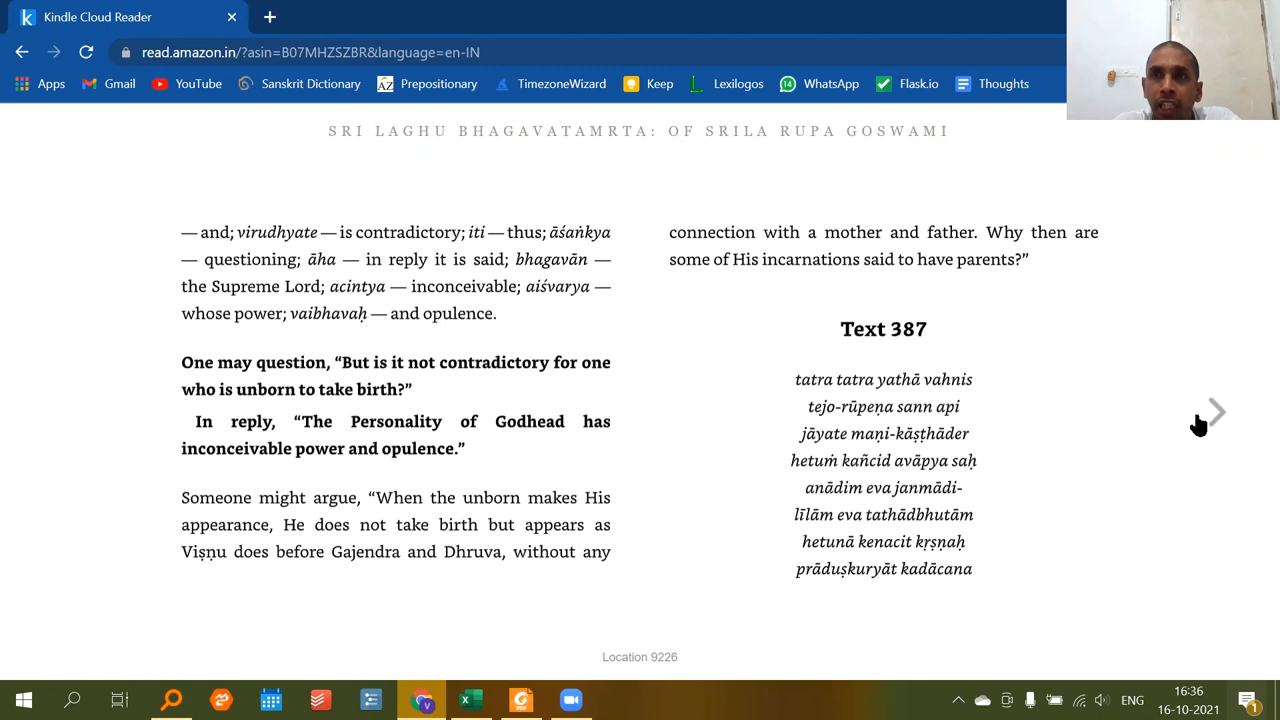 Kindle Cloud Reader
read.amazon.in/?asin=B07MHZSZBR&language=en-IN
Apps Gmail YouTube Sanskrit Dictionary Prepositionary TimezoneWizard Keep Lexilogos WhatsApp Flask.io Thoughts
SRI LAGHU BHAGAVATAMRTA: OF SRILA RUPA GOSWAMI
— and; virudhyate — is contradictory; iti — thus; āśaṅkya
— questioning; āha — in reply it is said; bhagavān —
the Supreme Lord; acintya — inconceivable; aiśvarya —
whose power; vaibhavaḥ — and opulence.
One may question, “But is it not contradictory for one
who is unborn to take birth?”
In reply, “The Personality of Godhead has
inconceivable power and opulence.”
Someone might argue, “When the unborn makes His
appearance, He does not take birth but appears as
Viṣṇu does before Gajendra and Dhruva, without any
connection with a mother and father. Why then are
some of His incarnations said to have parents?”
Text 387
tatra tatra yathā vahnis
tejo-rūpeṇa sann api
jāyate maṇi-kāṣṭhāder
hetuṁ kañcid avāpya saḥ
anādim eva janmādi-
līlām eva tathādbhutām
hetunā kenacit kṛṣṇaḥ
prāduṣkuryāt kadācana
Location 9226
ENG
16:36
16-10-2021
1